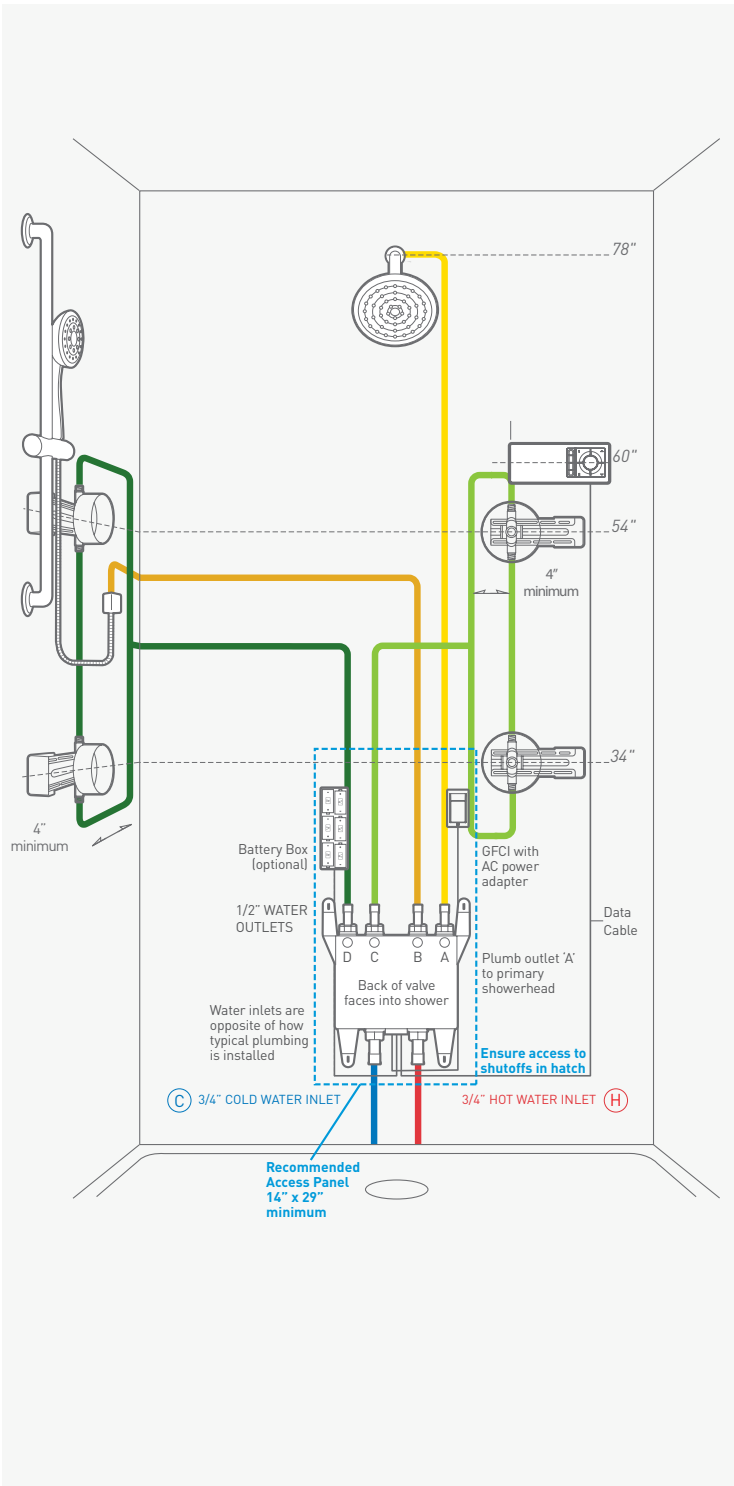 78"
60"
54"
4"
minimum
34"
4"
minimum
Battery Box
(optional)
GFCI with
AC power
adapter
1/2" WATER
OUTLETS
Data
Cable
D C B A
Back of valve
faces into shower
Plumb outlet 'A'
to primary
showerhead
Water inlets are
opposite of how
typical plumbing
is installed
Ensure access to
shutoffs in hatch
C 3/4" COLD WATER INLET
3/4" HOT WATER INLET H
Recommended
Access Panel
14" x 29"
minimum